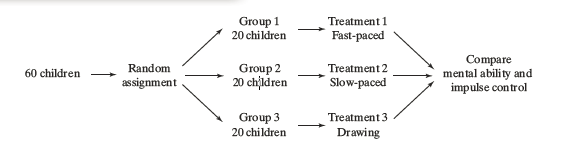 60 children
Random
assignment
Group 1
20 children
Treatment 1
Fast-paced
Group 2
20 children
Treatment 2
Slow-paced
Group 3
20 children
Treatment 3
Drawing
Compare
mental ability and
impulse control